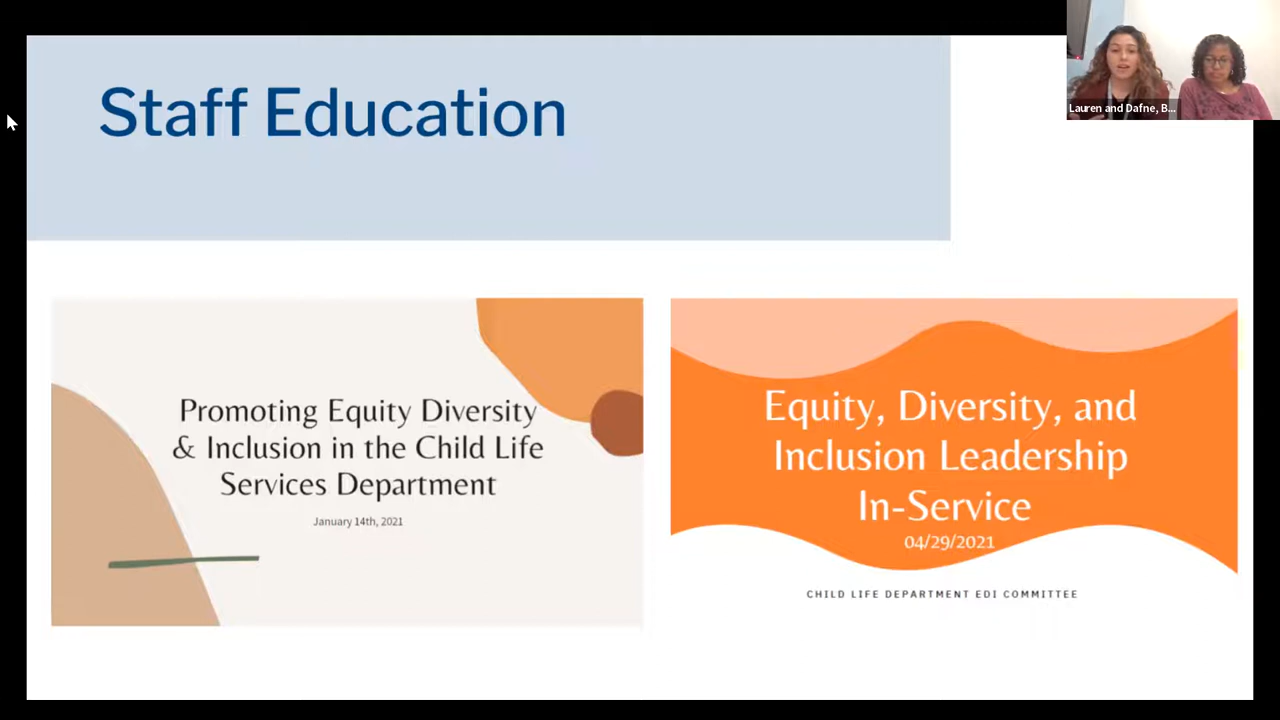 Staff Education
Lauren and Dafne, B...
Promoting Equity Diversity
& Inclusion in the Child Life
Services Department
January 14th, 2021
Equity, Diversity, and
Inclusion Leadership
In-Service
04/29/2021
CHILD LIFE DEPARTMENT EDI COMMITTEE